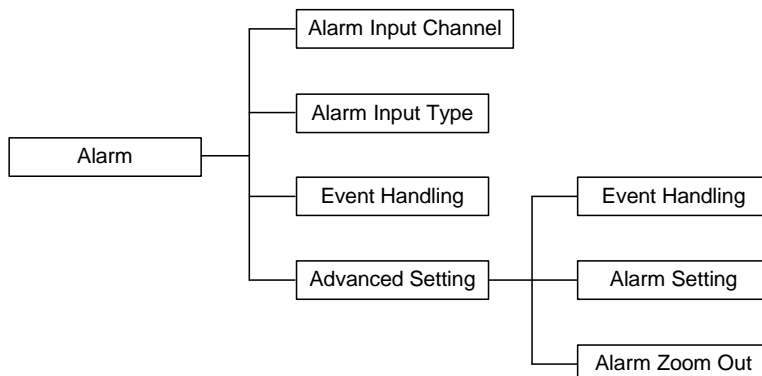 Alarm Input Channel
Alarm Input Type
Alarm
Event Handling
Event Handling
Advanced Setting
Alarm Setting
Alarm Zoom Out